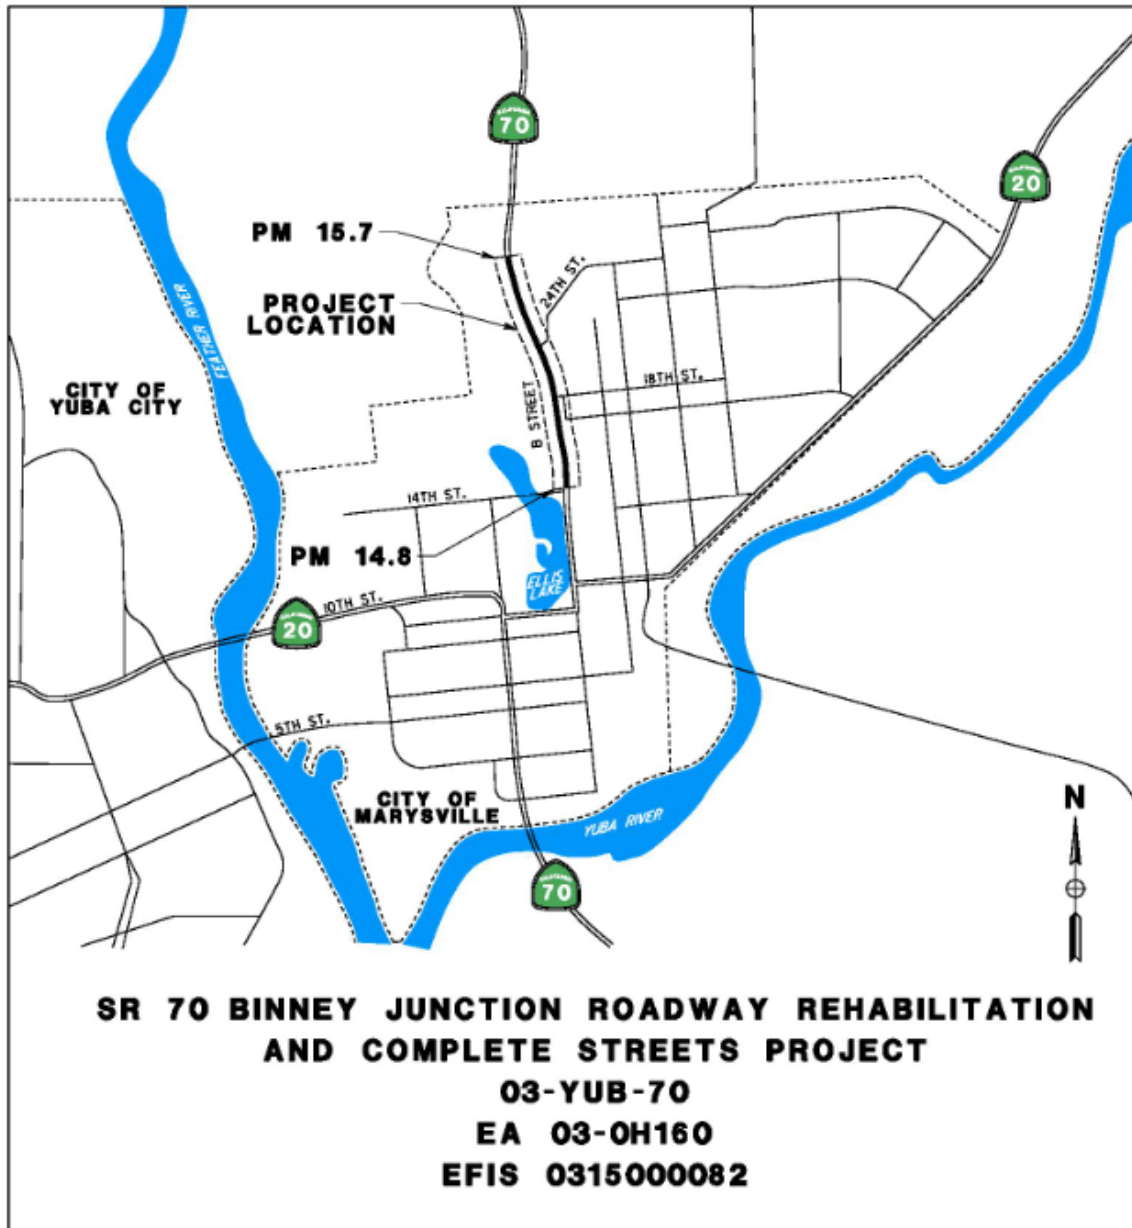 70
20
PM 15.7
24TH ST.
PROJECT
LOCATION
FEATHER RIVER
CITY OF
YUBA CITY
18TH ST.
B STREET
14TH ST.
PM 14.8
ELLIS
LAKE
10TH ST.
20
5TH ST.
CITY OF
MARYSVILLE
N
YUBA RIVER
70
SR 70 BINNEY JUNCTION ROADWAY REHABILITATION
AND COMPLETE STREETS PROJECT
03-YUB-70
EA 03-0H160
EFIS 0315000082